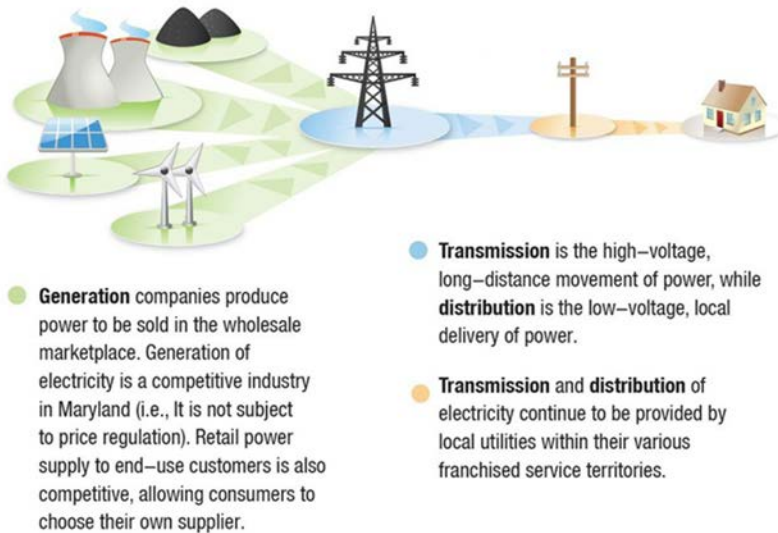 Generation companies produce
power to be sold in the wholesale
marketplace. Generation of
electricity is a competitive industry
in Maryland (i.e., It is not subject
to price regulation). Retail power
supply to end–use customers is also
competitive, allowing consumers to
choose their own supplier.
Transmission is the high–voltage,
long–distance movement of power, while
distribution is the low–voltage, local
delivery of power.
Transmission and distribution of
electricity continue to be provided by
local utilities within their various
franchised service territories.